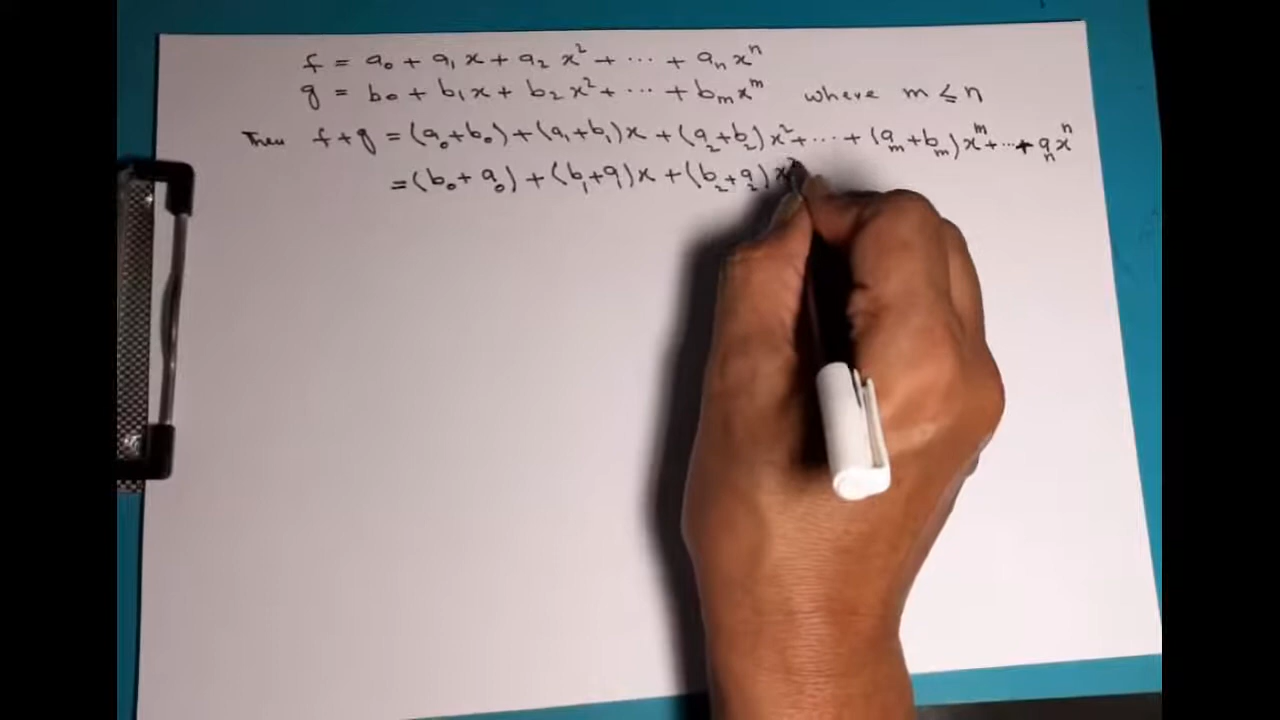 f = a₀ + a₁x + a₂x² + ⋯ + aₙxⁿ
g = b₀ + b₁x + b₂x² + ⋯ + bₘxᵐ where m ≤ n
Then f+g = (a₀+b₀) + (a₁+b₁)x + (a₂+b₂)x² + ⋯ + (aₘ+bₘ)xᵐ + ⋯ + aₙxⁿ
= (b₀+a₀) + (b₁+a₁)x + (b₂+a₂)x²